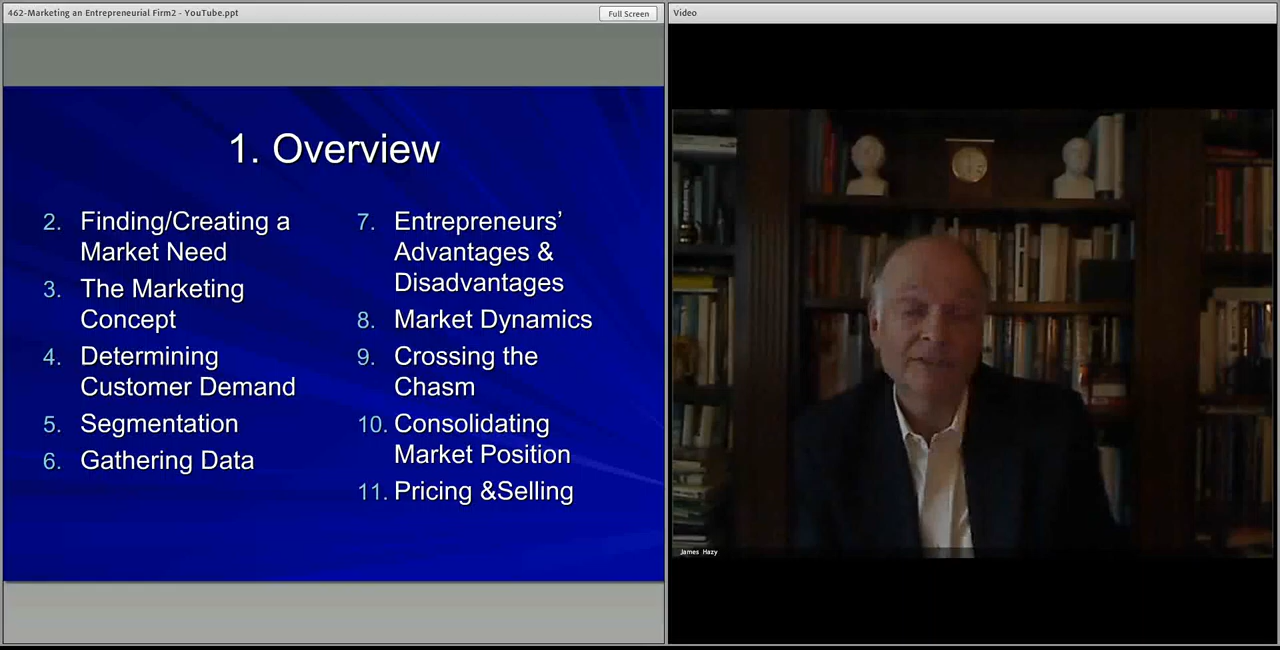 462-Marketing an Entrepreneurial Firm2 - YouTube.ppt
Full Screen
Video
1. Overview
2. Finding/Creating a
Market Need
3. The Marketing
Concept
4. Determining
Customer Demand
5. Segmentation
6. Gathering Data
7. Entrepreneurs’
Advantages &
Disadvantages
8. Market Dynamics
9. Crossing the
Chasm
10. Consolidating
Market Position
11. Pricing &Selling
James Hazy